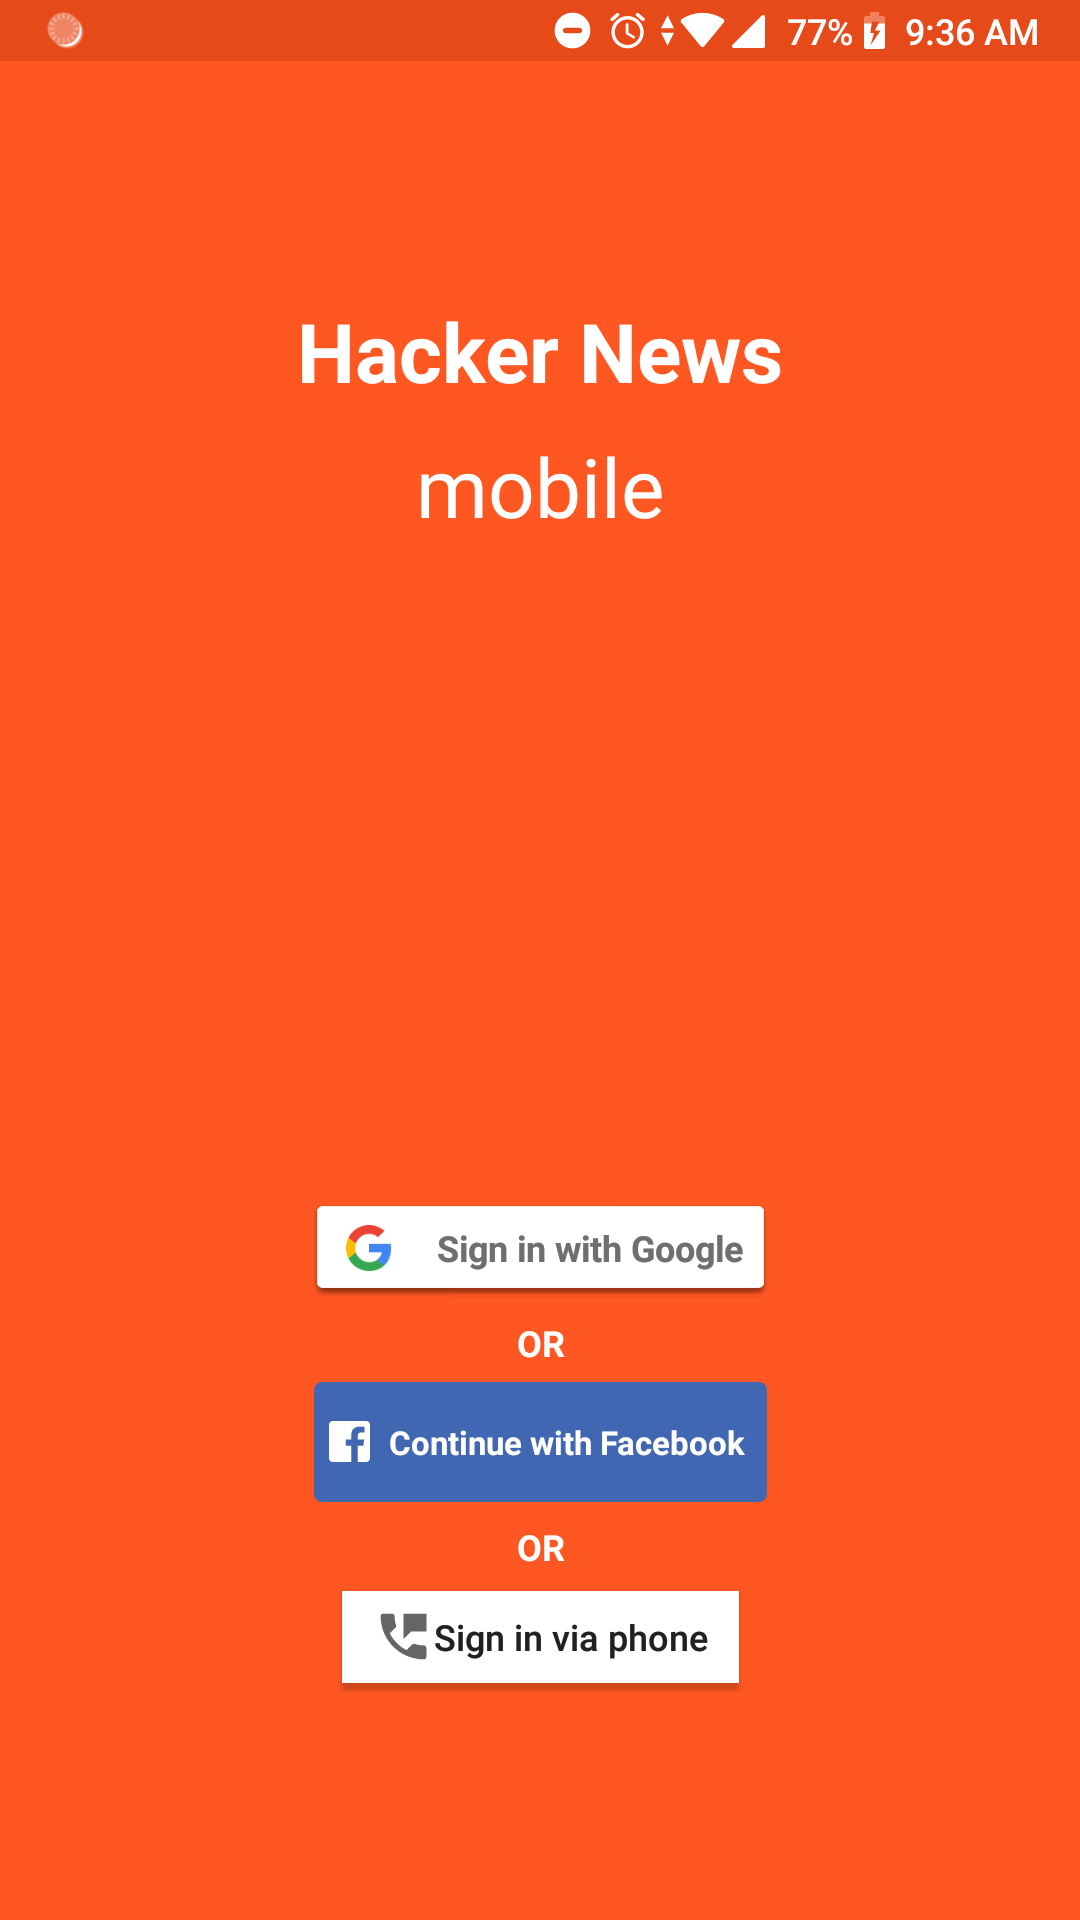 77% 9:36 AM
Hacker News
mobile
Sign in with Google
OR
Continue with Facebook
OR
Sign in via phone